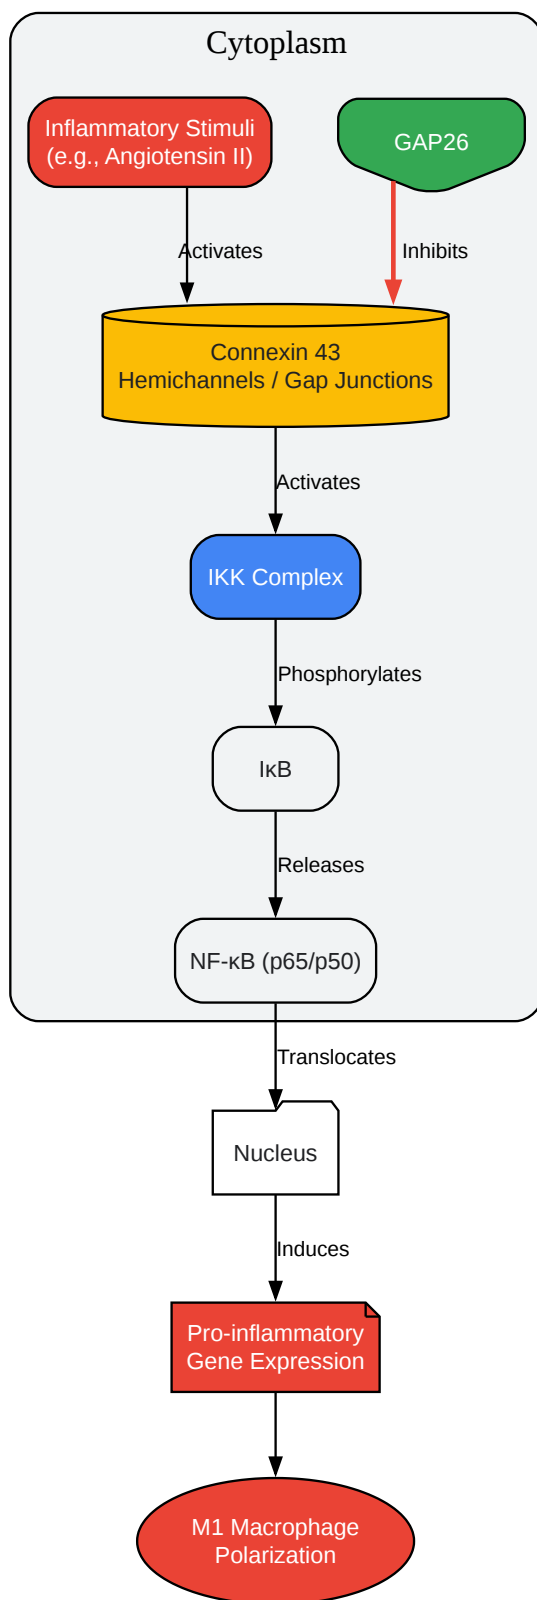 Cytoplasm
Inflammatory Stimuli
(e.g., Angiotensin II)
GAP26
Activates
Inhibits
Connexin 43
Hemichannels / Gap Junctions
Activates
IKK Complex
Phosphorylates
IκB
Releases
NF-κB (p65/p50)
Translocates
Nucleus
Induces
Pro-inflammatory
Gene Expression
M1 Macrophage
Polarization